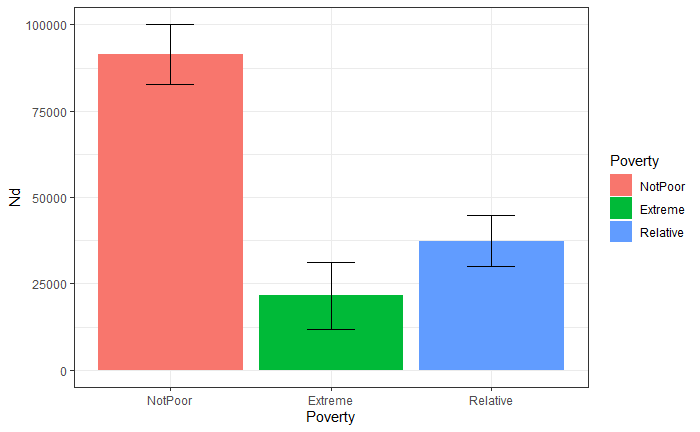 100000
75000
50000
25000
0
Nd
NotPoor
Extreme
Relative
Poverty
Poverty
NotPoor
Extreme
Relative